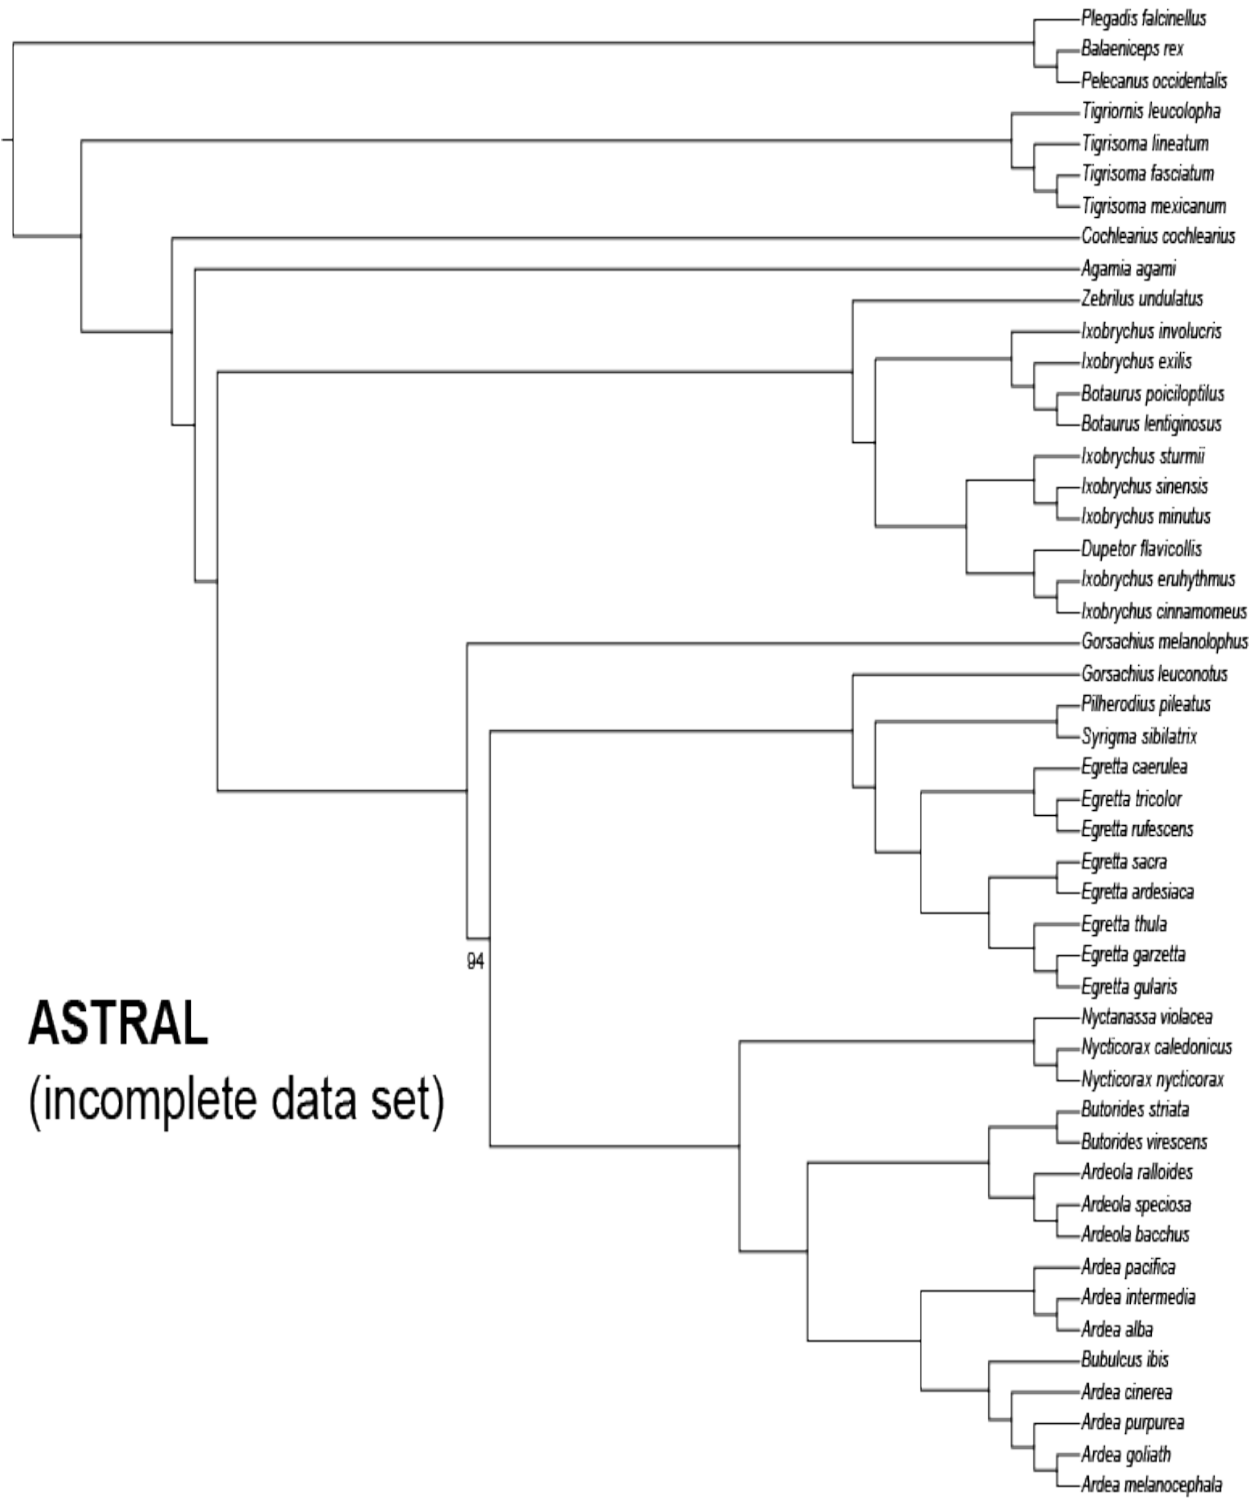 Plegadis falcinellus
Balaeniceps rex
Pelecanus occidentalis
Tigriornis leucolopha
Tigrisoma lineatum
Tigrisoma fasciatum
Tigrisoma mexicanum
Cochlearius cochlearius
Agamia agami
Zebrilus undulatus
Ixobrychus involucris
Ixobrychus exilis
Botaurus poiciloptilus
Botaurus lentiginosus
Ixobrychus sturmii
Ixobrychus sinensis
Ixobrychus minutus
Dupetor flavicollis
Ixobrychus eruhythmus
Ixobrychus cinnamomeus
Gorsachius melanolophus
Gorsachius leuconotus
Pilherodius pileatus
Syrigma sibilatrix
Egretta caerulea
Egretta tricolor
Egretta rufescens
Egretta sacra
Egretta ardesiaca
Egretta thula
Egretta garzetta
Egretta gularis
Nyctanassa violacea
Nycticorax caledonicus
Nycticorax nycticorax
Butorides striata
Butorides virescens
Ardeola ralloides
Ardeola speciosa
Ardeola bacchus
Ardea pacifica
Ardea intermedia
Ardea alba
Bubulcus ibis
Ardea cinerea
Ardea purpurea
Ardea goliath
Ardea melanocephala
94
ASTRAL
(incomplete data set)